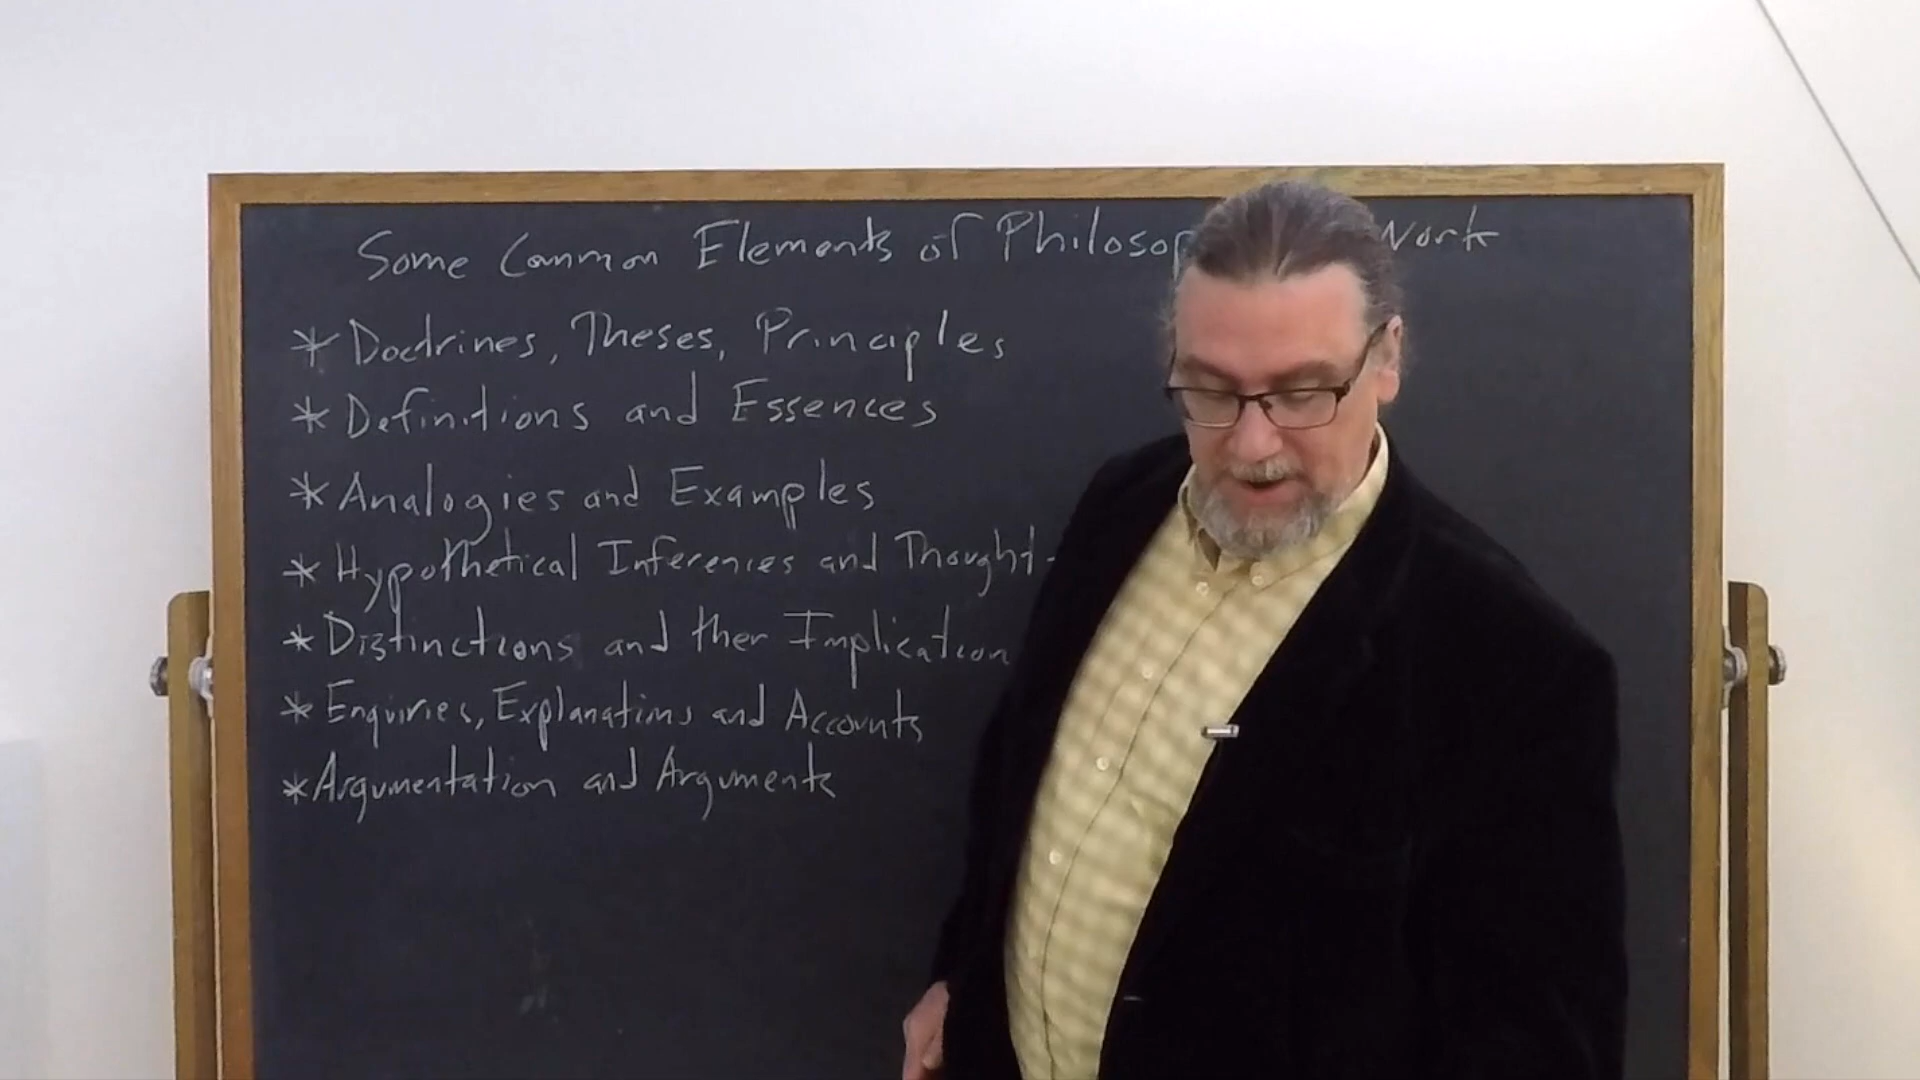 Some Common Elements of Philosop Work
* Doctrines, Theses, Principles
* Definitions and Essences
* Analogies and Examples
* Hypothetical Inferences and Thought-
* Distinctions and ther Implication
* Enquiries, Explanations and Accounts
* Argumentation and Arguments